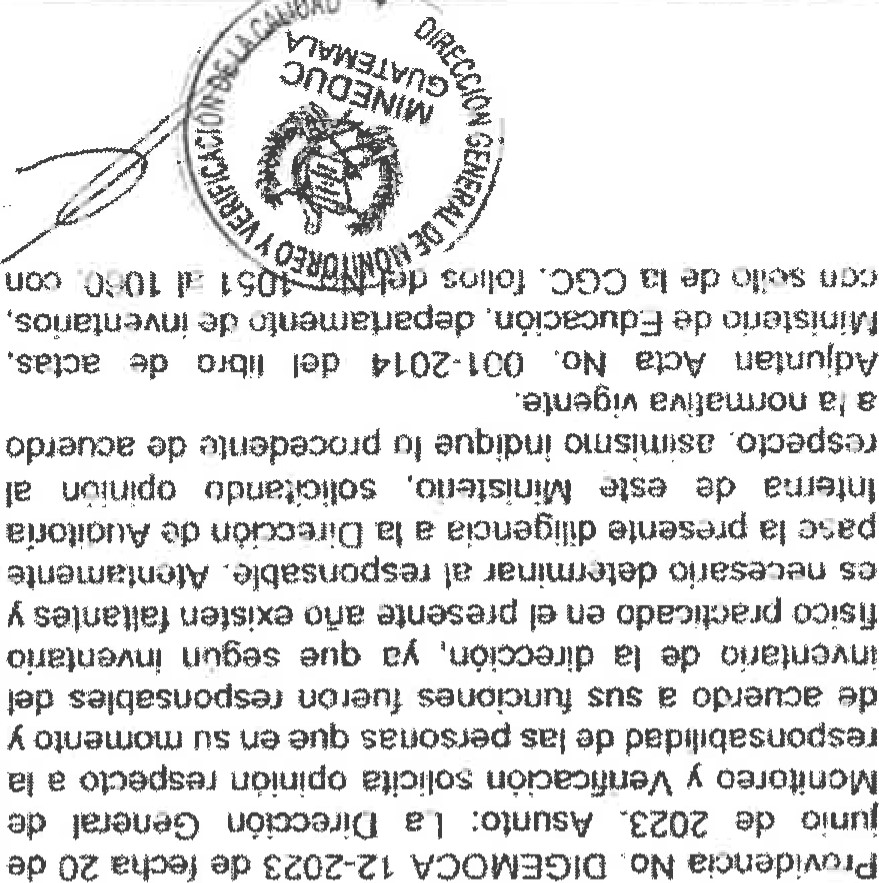 Providencia No. DIGEMOCA 12-2023 de fecha 20 de
junio de 2023. Asunto: La Dirección General de
Monitoreo y Verificación solicita opinión respecto a la
responsabilidad de las personas que en su momento y
de acuerdo a sus funciones fueron responsables del
inventario de la dirección, ya que según inventario
físico practicado en el presente año existen faltantes y
es necesario determinar al responsable. Atentamente
pase la presente diligencia a la Dirección de Auditoría
Interna de este Ministerio, solicitando opinión al
respecto. asimismo indique lo procedente de acuerdo
a la normativa vigente.
Adjuntan Acta No. 001-2014 del libro de actas,
Ministerio de Educación, departamento de inventarios,
con sello de la CGC. folios del No. 1051 al 1060. con
DIRECCIÓN GENERAL DE MONITOREO Y VERIFICACIÓN DE LA CALIDAD
MINEDUC
GUATEMALA